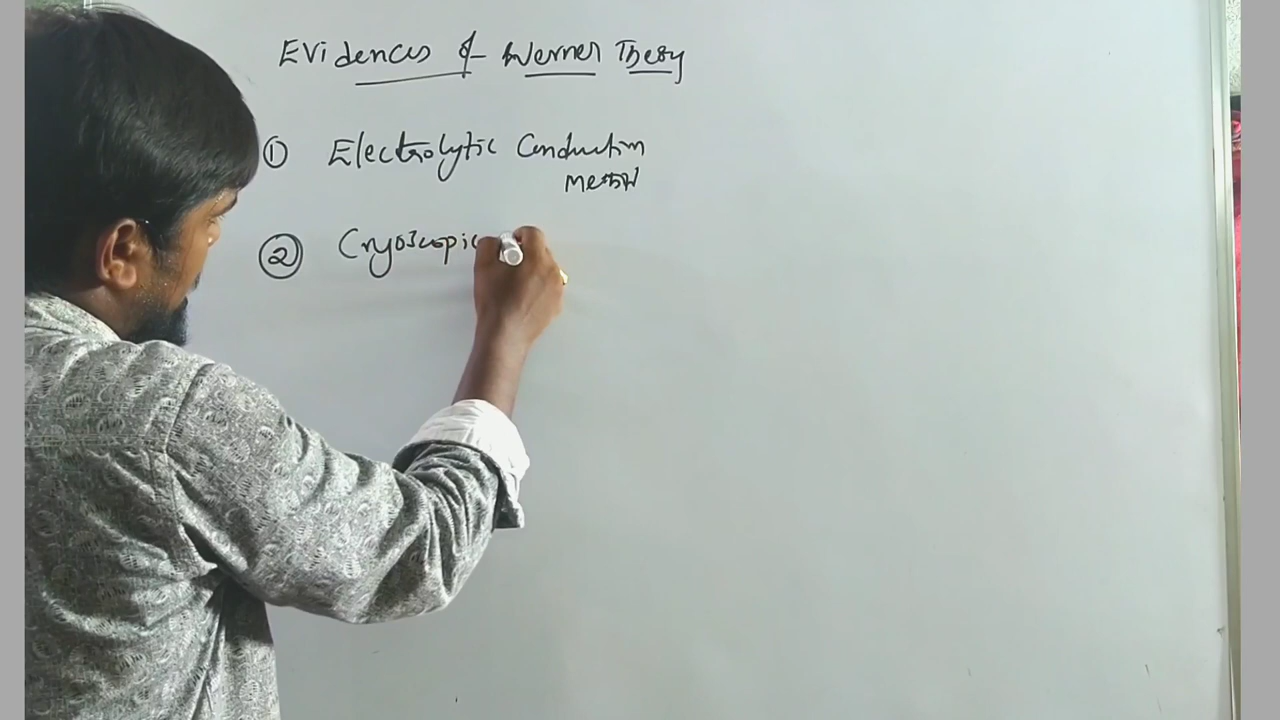 Evidences of Werner Theory
① Electrolytic Conduction
Method
② Cryoscopic